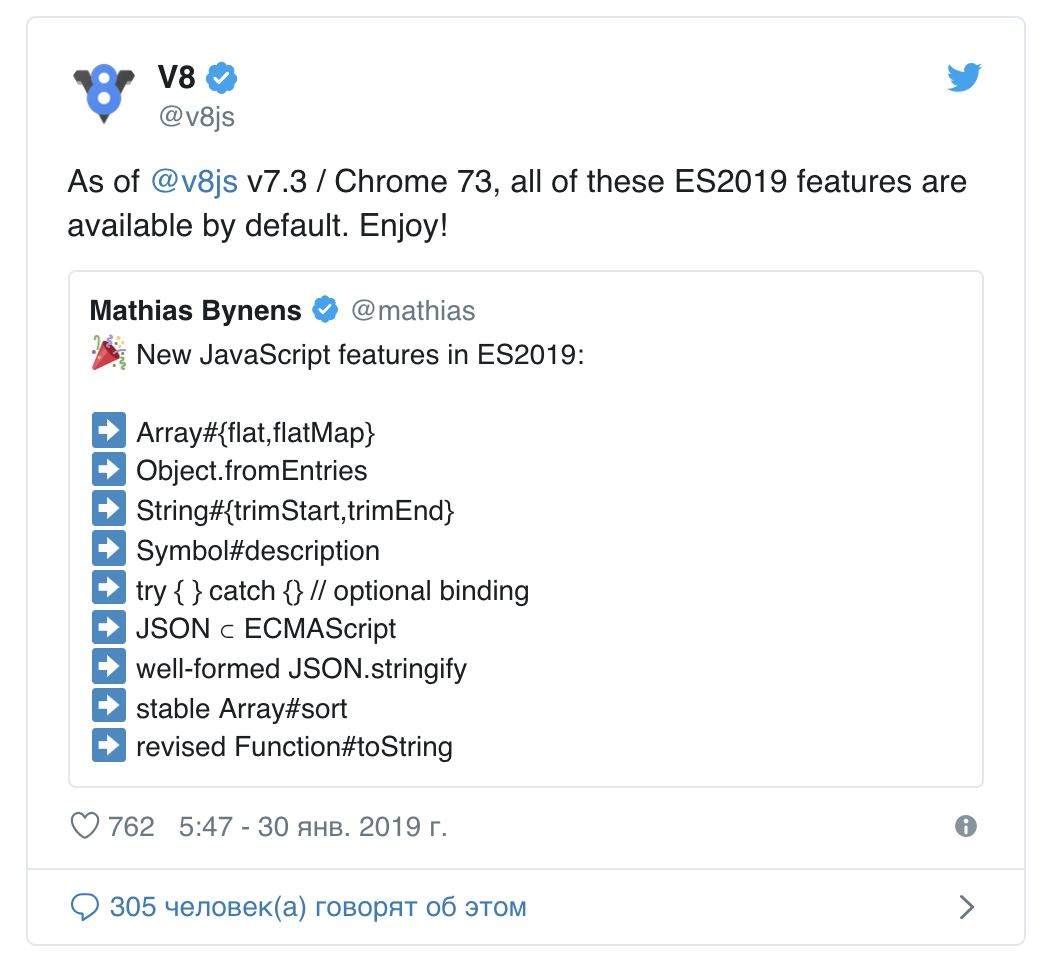 V8
@v8js
As of @v8js v7.3 / Chrome 73, all of these ES2019 features are
available by default. Enjoy!
Mathias Bynens @mathias
🎉 New JavaScript features in ES2019:
➡️ Array#{flat,flatMap}
➡️ Object.fromEntries
➡️ String#{trimStart,trimEnd}
➡️ Symbol#description
➡️ try { } catch {} // optional binding
➡️ JSON ⊂ ECMAScript
➡️ well-formed JSON.stringify
➡️ stable Array#sort
➡️ revised Function#toString
762 5:47 - 30 янв. 2019 г.
305 человек(а) говорят об этом